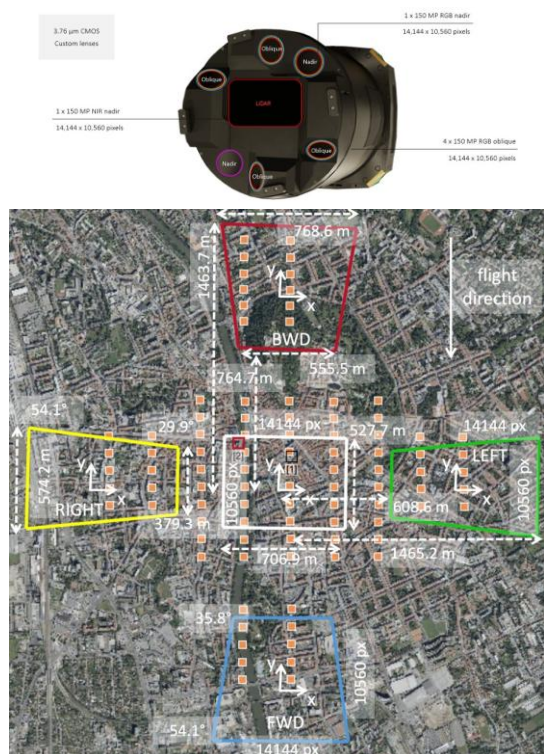 3.76 µm CMOS
Custom lenses
1 x 150 MP RGB nadir
14,144 x 10,560 pixels
Oblique
Nadir
Oblique
LiDAR
1 x 150 MP NIR nadir
14,144 x 10,560 pixels
4 x 150 MP RGB oblique
14,144 x 10,560 pixels
Oblique
Nadir
Oblique
768.6 m
1463.7 m
y
x
BWD
flight
direction
764.7 m
555.5 m
54.1°
29.9°
14144 px
527.7 m
14144 px
LEFT
[2]
[1]
y
x
y
x
y
x
574.2 m
RIGHT
379.3 m
10560 px
608.6 m
10560 px
706.9 m
1465.2 m
35.8°
y
x
10560 px
FWD
54.1°
14144 px